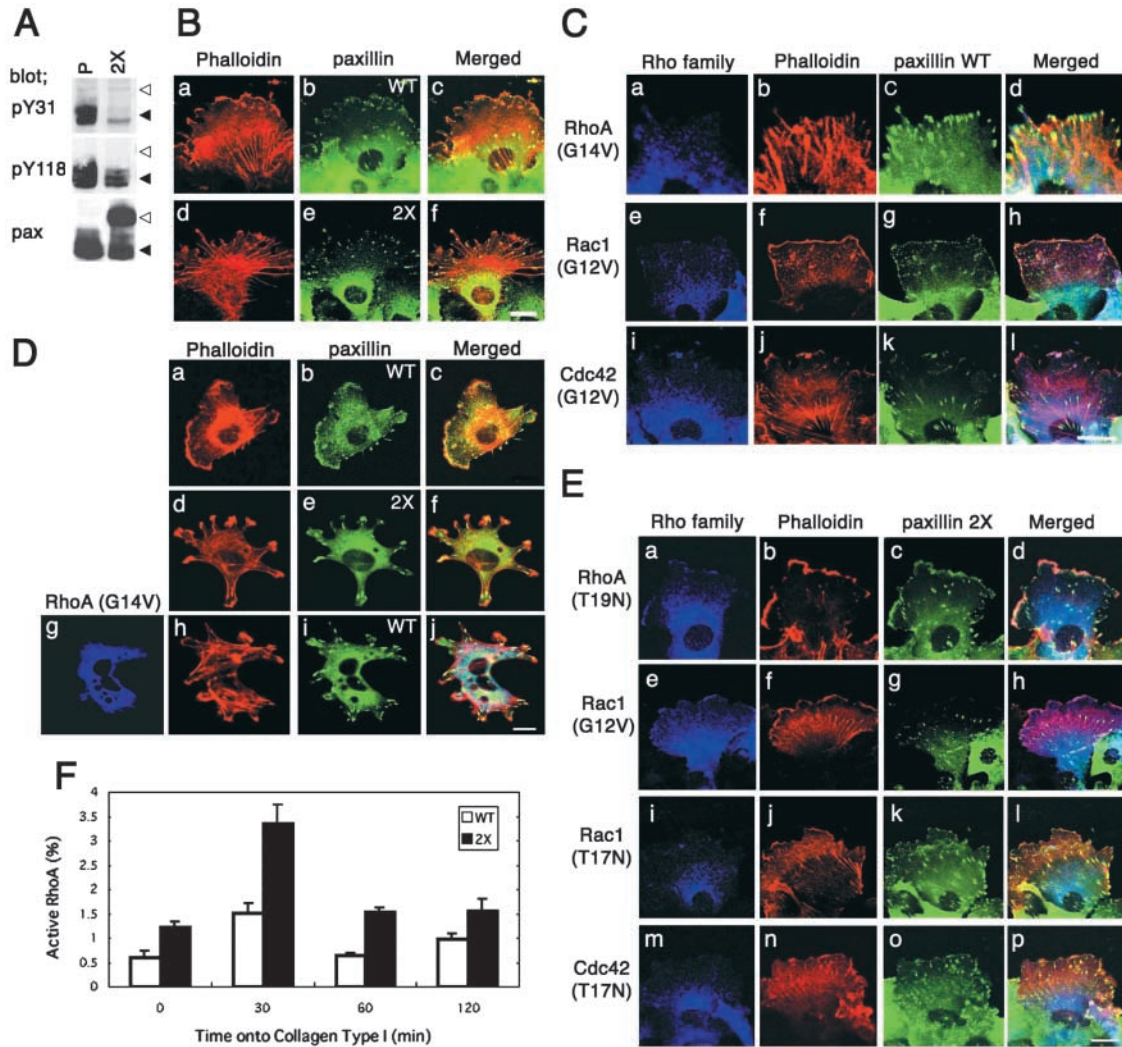 A
blot;
P
2X
pY31
pY118
pax
B
Phalloidin paxillin Merged
a b WT c
d e 2X f
C
Rho family Phalloidin paxillin WT Merged
RhoA
(G14V)
a b c d
Rac1
(G12V)
e f g h
Cdc42
(G12V)
i j k l
D
Phalloidin paxillin Merged
a b WT c
d e 2X f
RhoA (G14V)
g h i WT j
E
Rho family Phalloidin paxillin 2X Merged
RhoA
(T19N)
a b c d
Rac1
(G12V)
e f g h
Rac1
(T17N)
i j k l
Cdc42
(T17N)
m n o p
F
Active RhoA (%)
4
3.5
3
2.5
2
1.5
1
0.5
0
WT
2X
0 30 60 120
Time onto Collagen Type I (min)